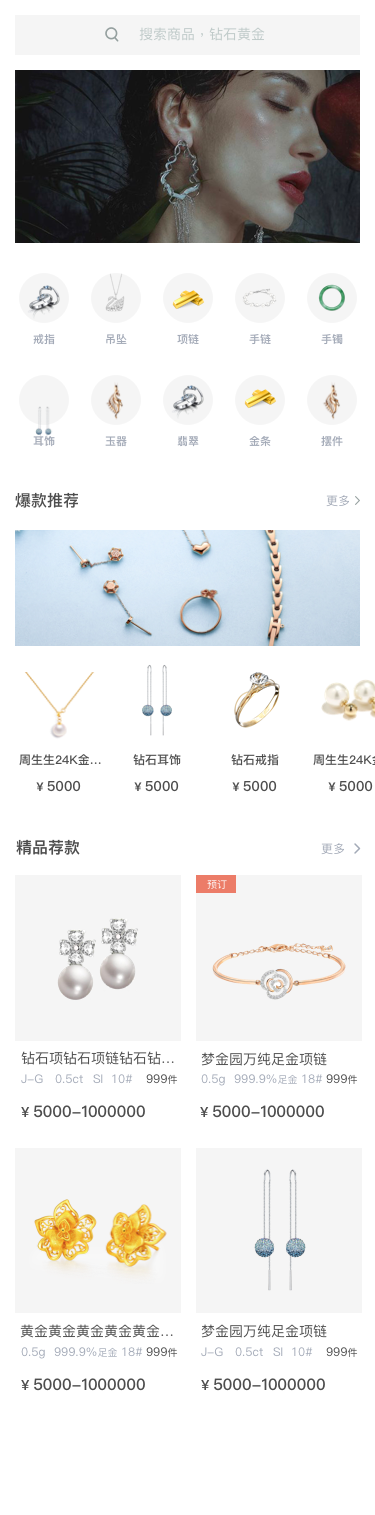 搜索商品，钻石黄金
戒指 吊坠 项链 手链 手镯
耳饰 玉器 翡翠 金条 摆件
爆款推荐 更多
周生生24K金... 钻石耳饰 钻石戒指 周生生24K金
¥ 5000 ¥ 5000 ¥ 5000 ¥ 5000
精品荐款 更多
预订
钻石项钻石项链钻石钻... 梦金园万纯足金项链
J-G 0.5ct SI 10# 999件 0.5g 999.9%足金 18# 999件
¥ 5000-1000000 ¥ 5000-1000000
黄金黄金黄金黄金黄金... 梦金园万纯足金项链
0.5g 999.9%足金 18# 999件 J-G 0.5ct SI 10# 999件
¥ 5000-1000000 ¥ 5000-1000000